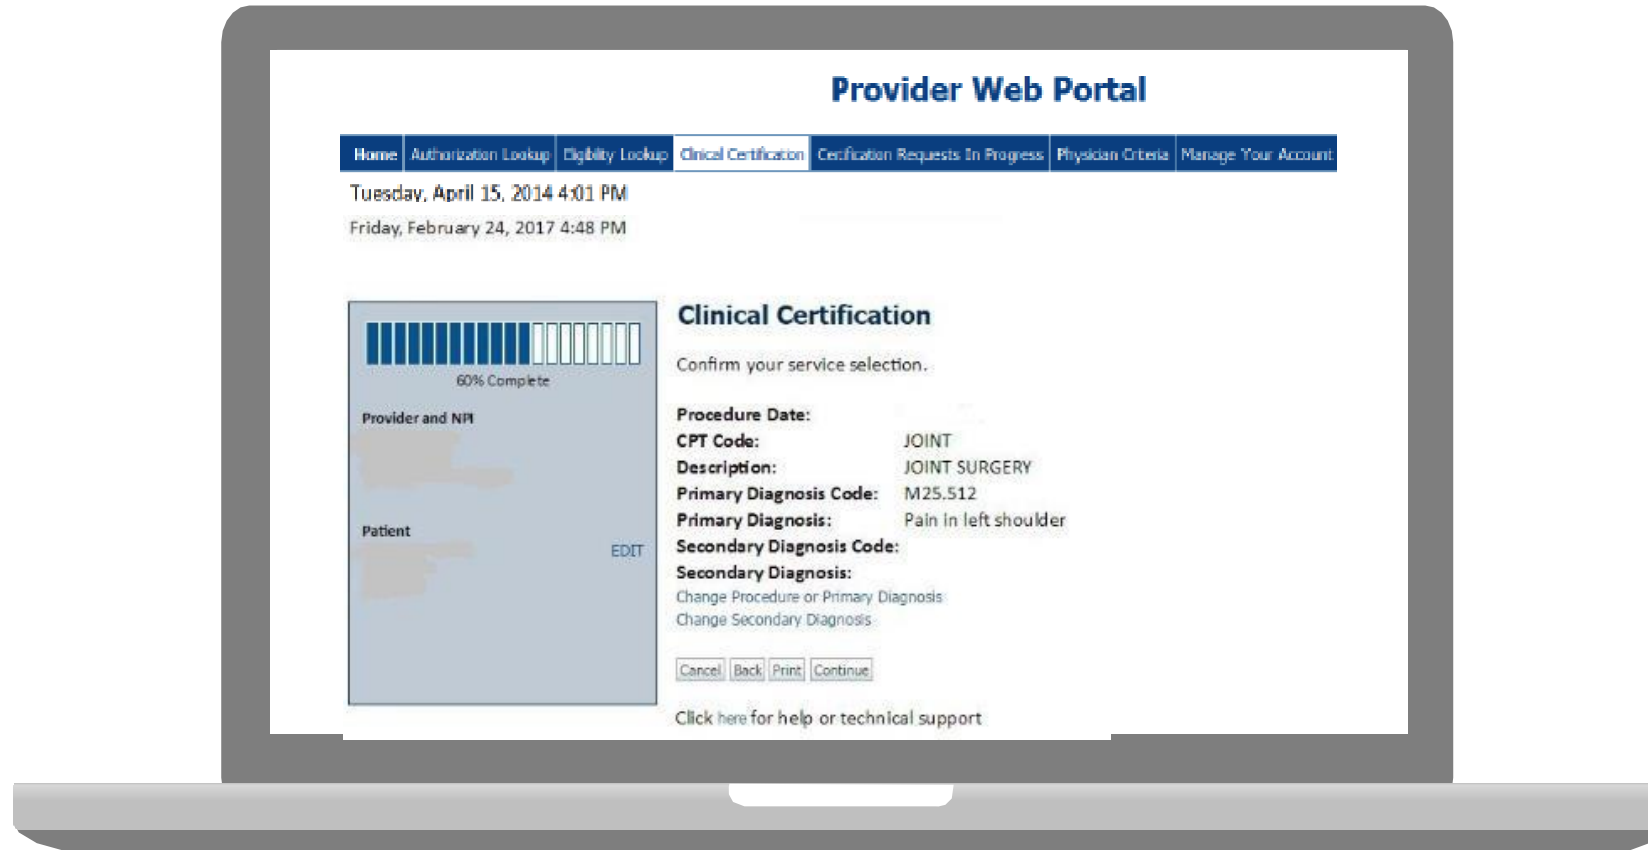 Provider Web Portal
Home Authorization Lookup Eligibility Lookup Clinical Certification Certification Requests In Progress Physician Criteria Manage Your Account
Tuesday, April 15, 2014 4:01 PM
Friday, February 24, 2017 4:48 PM
60% Complete
Provider and NPI
Patient
EDIT
Clinical Certification
Confirm your service selection.
Procedure Date:
CPT Code: JOINT
Description: JOINT SURGERY
Primary Diagnosis Code: M25.512
Primary Diagnosis: Pain in left shoulder
Secondary Diagnosis Code:
Secondary Diagnosis:
Change Procedure or Primary Diagnosis
Change Secondary Diagnosis
Cancel Back Print Continue
Click here for help or technical support